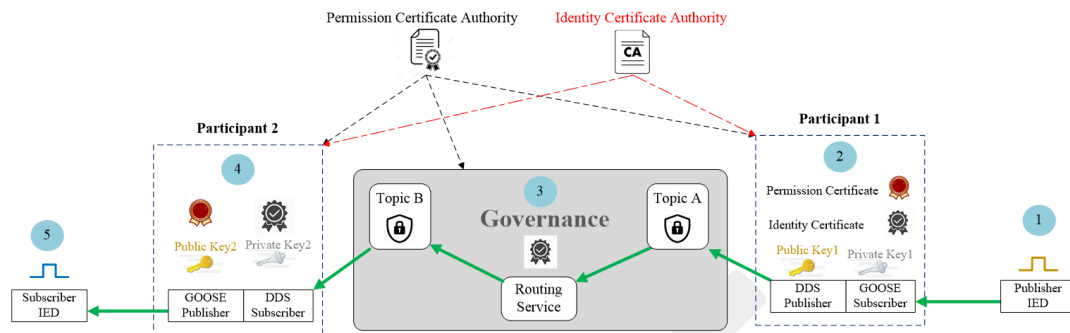 Permission Certificate Authority
Identity Certificate Authority
CA
Participant 2
Participant 1
4
2
3
5
1
Topic B
Topic A
Governance
Permission Certificate
Identity Certificate
Public Key2
Private Key2
Public Key1
Private Key1
Routing
Service
Subscriber
IED
GOOSE
Publisher
DDS
Subscriber
DDS
Publisher
GOOSE
Subscriber
Publisher
IED